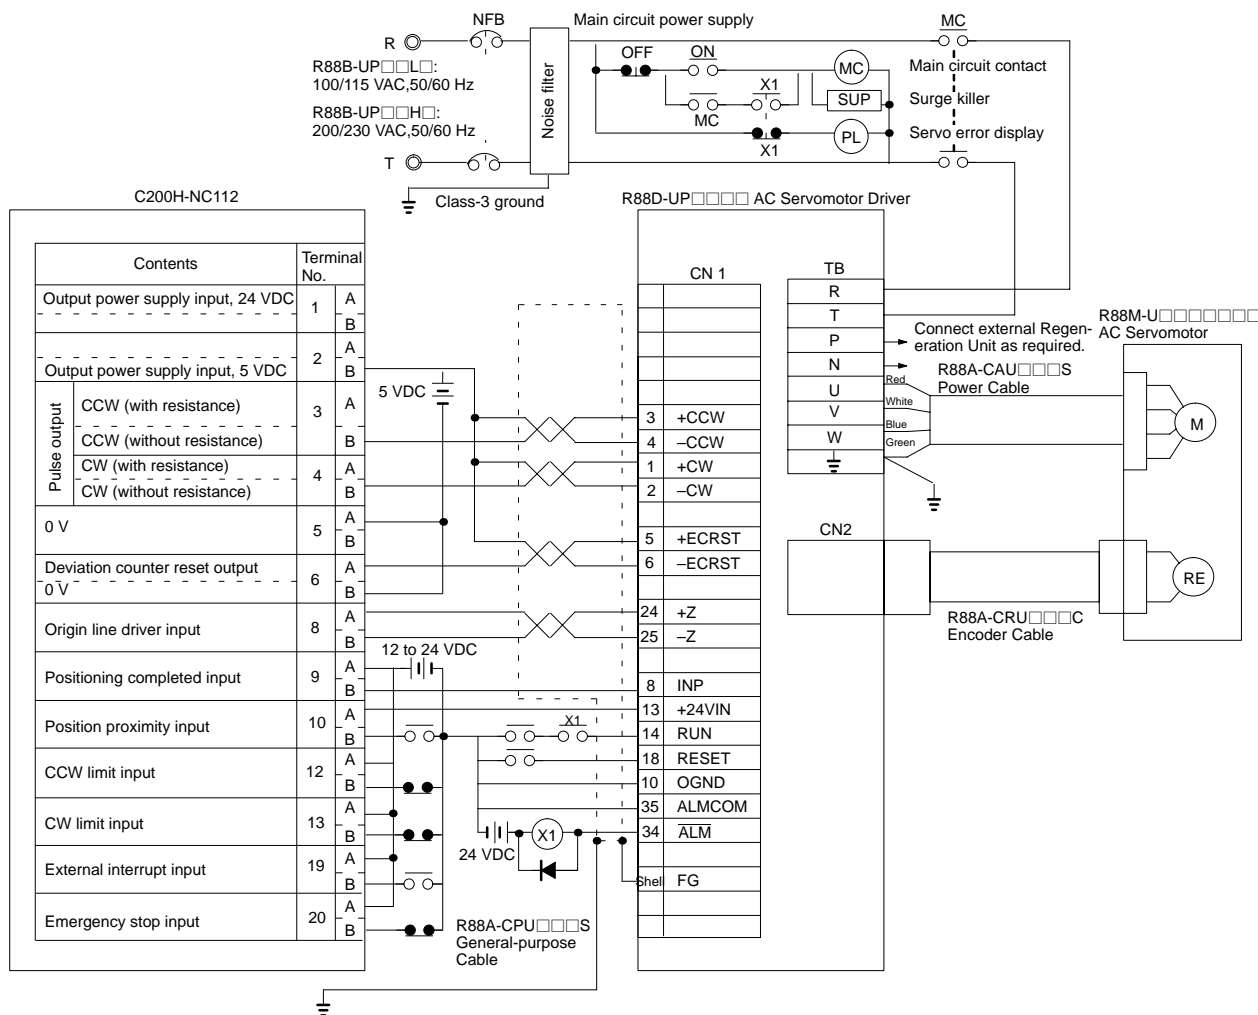 NFB
Main circuit power supply
MC
R
OFF
ON
R88B-UP□□L□:
100/115 VAC,50/60 Hz
MC
Main circuit contact
X1
SUP
Surge killer
R88B-UP□□H□:
200/230 VAC,50/60 Hz
Noise filter
MC
PL
Servo error display
X1
T
Class-3 ground
C200H-NC112
R88D-UP□□□□ AC Servomotor Driver
Contents
Terminal
No.
Output power supply input, 24 VDC
1
A
B
2
A
Output power supply input, 5 VDC
B
Pulse output
CCW (with resistance)
3
A
CCW (without resistance)
B
CW (with resistance)
4
A
CW (without resistance)
B
0 V
5
A
B
Deviation counter reset output
6
A
0 V
B
Origin line driver input
8
A
B
Positioning completed input
9
A
B
Position proximity input
10
A
B
CCW limit input
12
A
B
CW limit input
13
A
B
External interrupt input
19
A
B
Emergency stop input
20
A
B
5 VDC
12 to 24 VDC
X1
24 VDC
X1
R88A-CPU□□□S
General-purpose
Cable
CN 1
3 +CCW
4 –CCW
1 +CW
2 –CW
5 +ECRST
6 –ECRST
24 +Z
25 –Z
8 INP
13 +24VIN
14 RUN
18 RESET
10 OGND
35 ALMCOM
34 ALM
Shell FG
TB
R
T
P
N
U
V
W
Connect external Regen-
eration Unit as required.
R88A-CAU□□□S
Power Cable
Red
White
Blue
Green
R88M-U□□□□□□□
AC Servomotor
M
CN2
RE
R88A-CRU□□□C
Encoder Cable